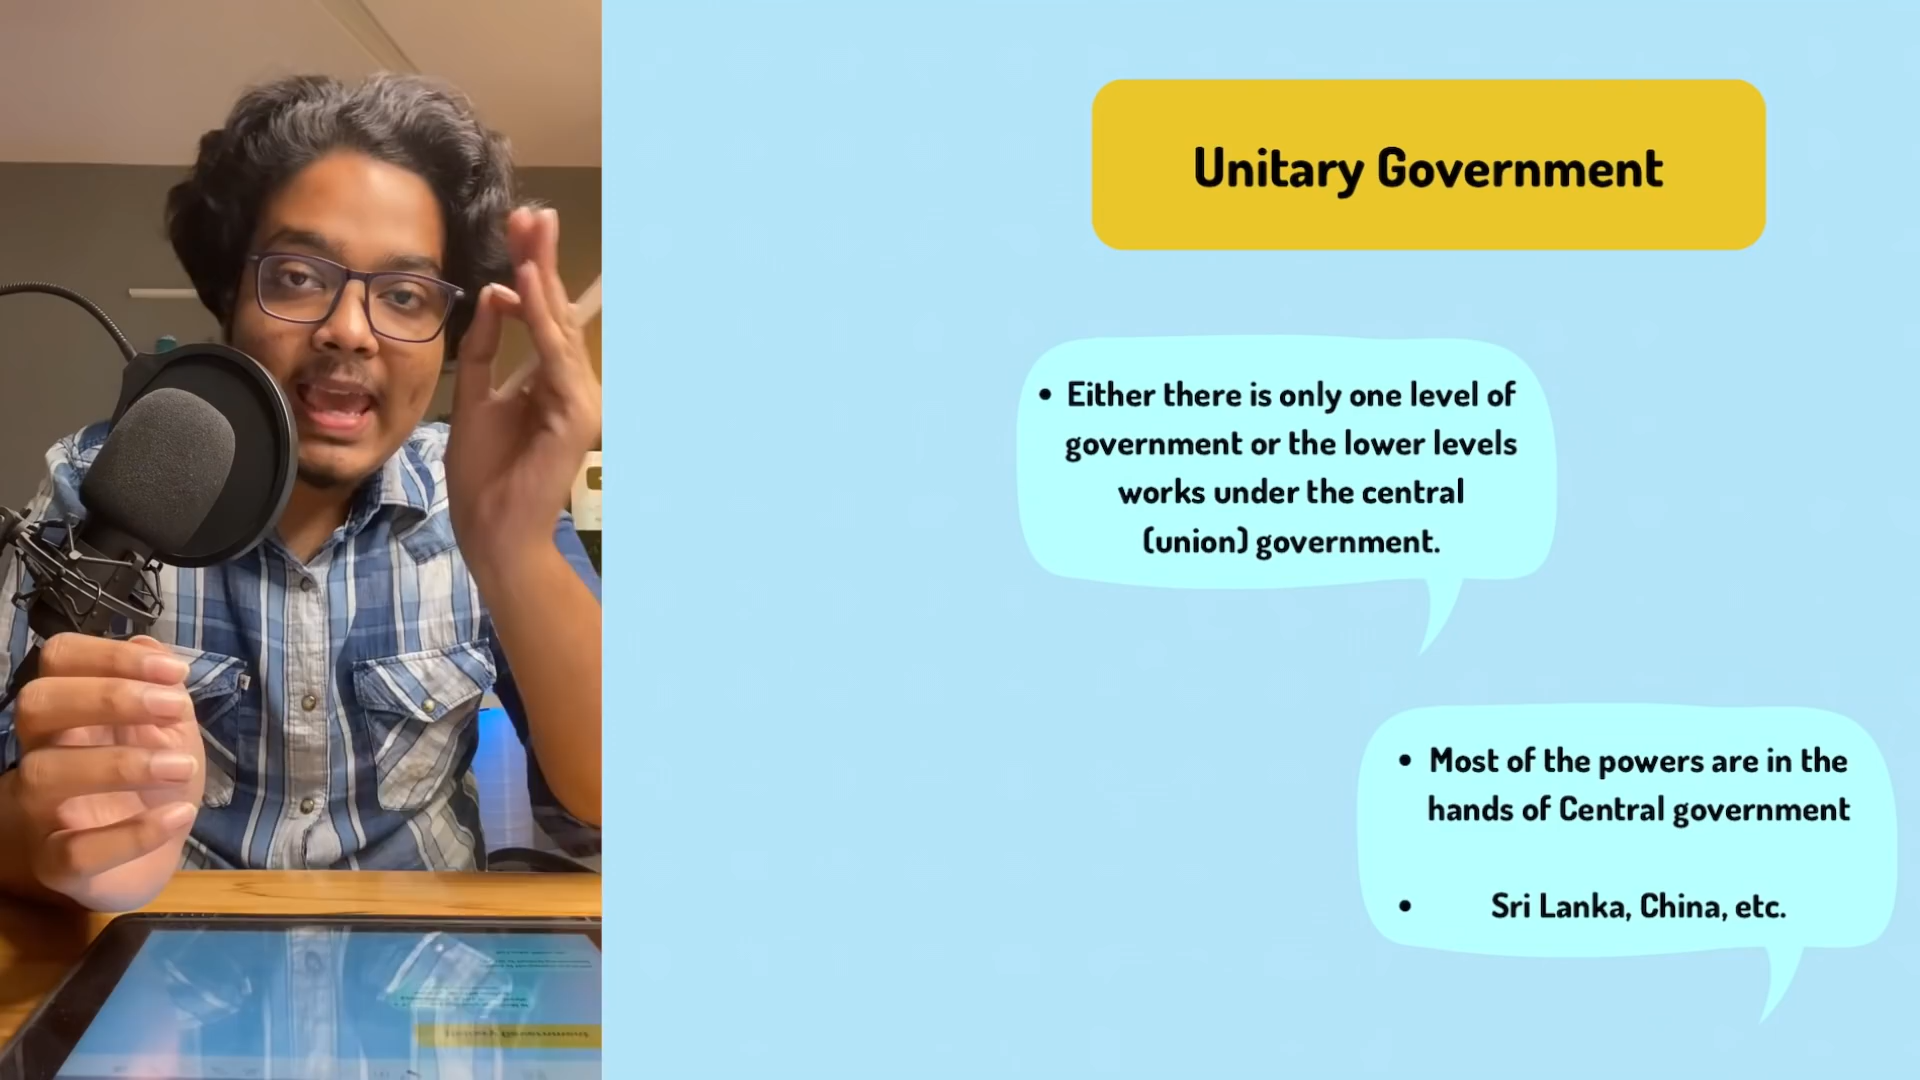 Unitary Government
• Either there is only one level of
government or the lower levels
works under the central
(union) government.
• Most of the powers are in the
hands of Central government
• Sri Lanka, China, etc.